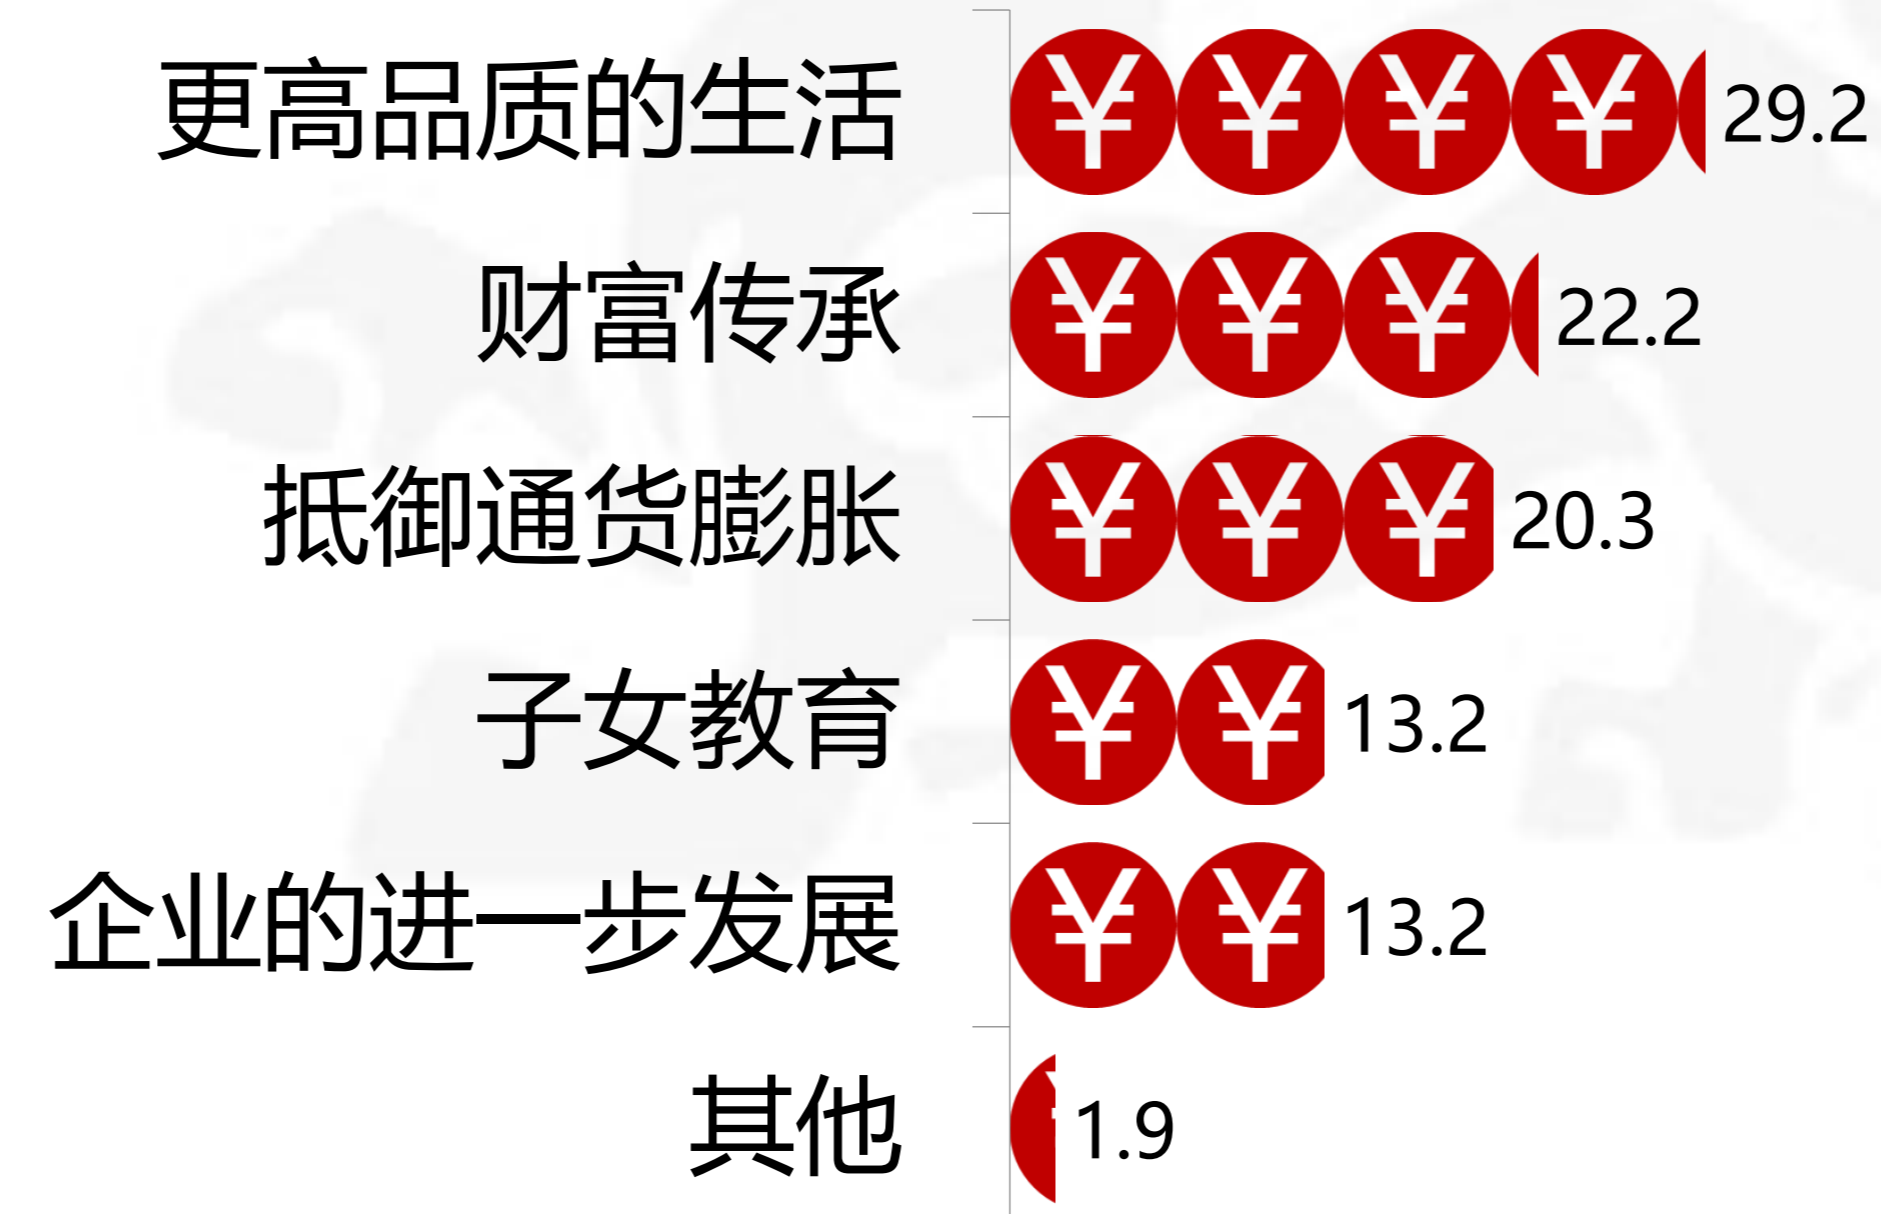 更高品质的生活 29.2
财富传承 22.2
抵御通货膨胀 20.3
子女教育 13.2
企业的进一步发展 13.2
其他 1.9